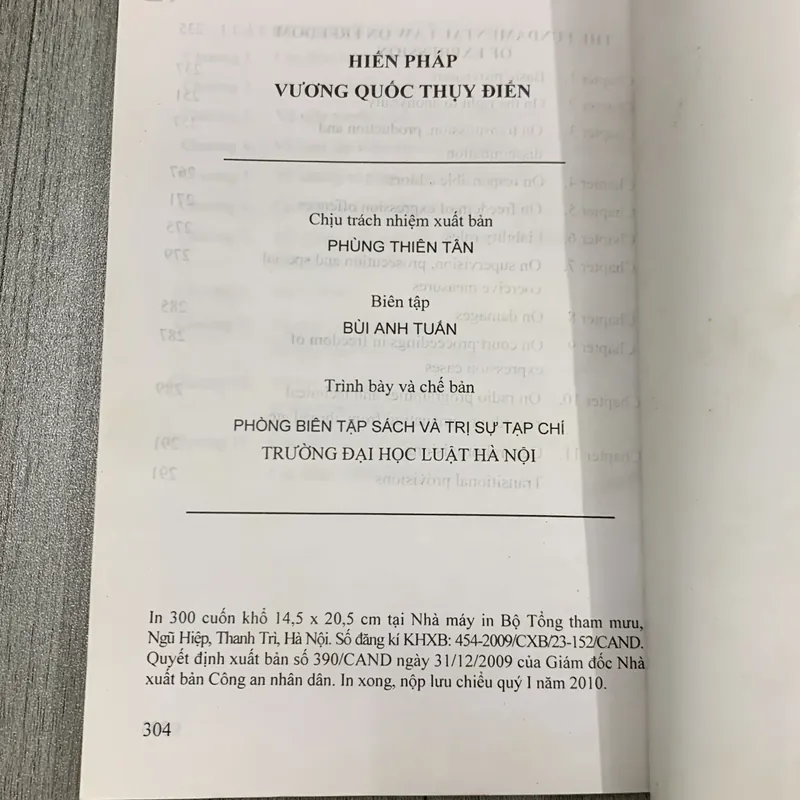 HIẾN PHÁP
VƯƠNG QUỐC THỤY ĐIỂN
Chịu trách nhiệm xuất bản
PHÙNG THIÊN TÂN
Biên tập
BÙI ANH TUẤN
Trình bày và chế bản
PHÒNG BIÊN TẬP SÁCH VÀ TRỊ SỰ TẠP CHÍ
TRƯỜNG ĐẠI HỌC LUẬT HÀ NỘI
In 300 cuốn khổ 14,5 x 20,5 cm tại Nhà máy in Bộ Tổng tham mưu,
Ngũ Hiệp, Thanh Trì, Hà Nội. Số đăng kí KHXB: 454-2009/CXB/23-152/CAND.
Quyết định xuất bản số 390/CAND ngày 31/12/2009 của Giám đốc Nhà
xuất bản Công an nhân dân. In xong, nộp lưu chiểu quý I năm 2010.
304